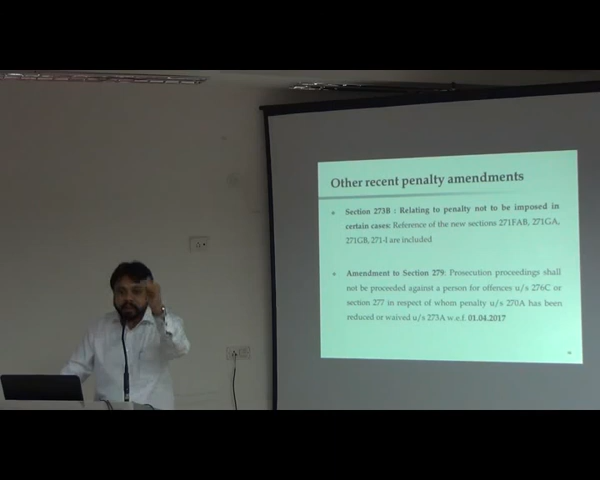 Other recent penalty amendments
Section 273B : Relating to penalty not to be imposed in
certain cases: Reference of the new sections 271FAB, 271GA,
271GB, 271-I are included
Amendment to Section 279: Prosecution proceedings shall
not be proceeded against a person for offences u/s 276C or
section 277 in respect of whom penalty u/s 270A has been
reduced or waived u/s 273A w.e.f. 01.04.2017